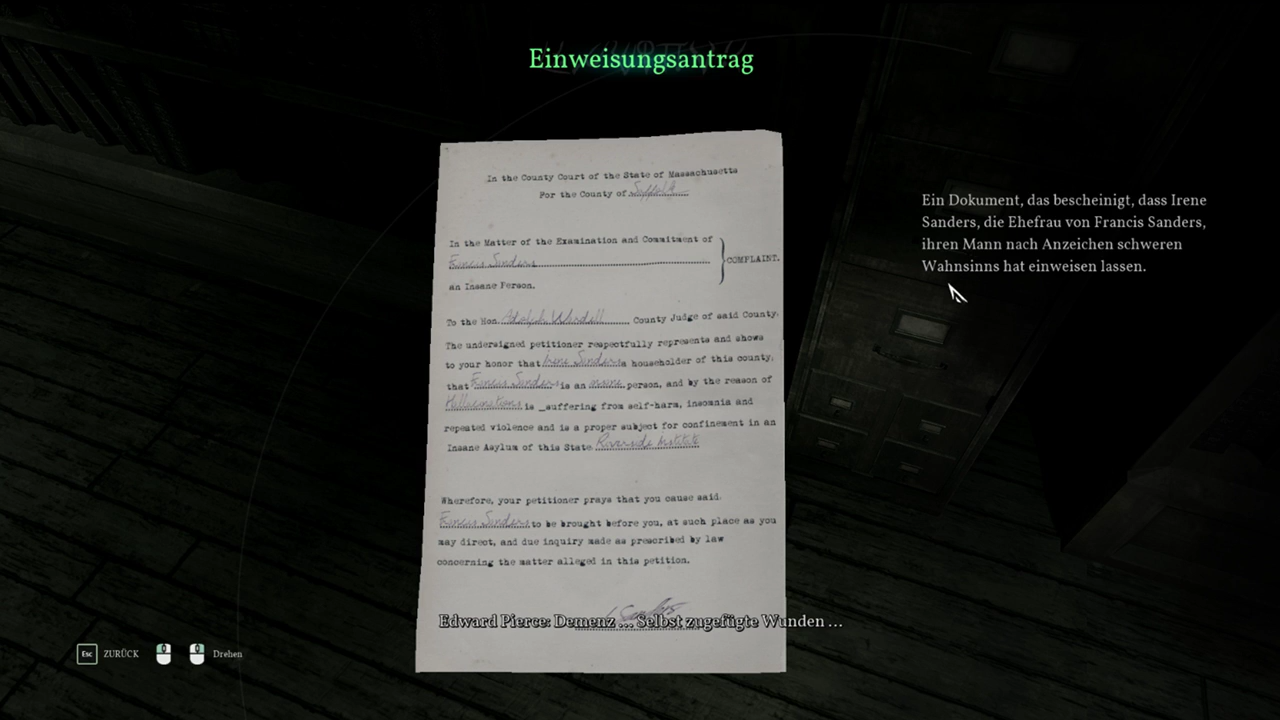 Einweisungsantrag
In the County Court of the State of Massachusetts
For the County of Suffolk
In the Matter of the Examination and Commitment of
Francis Sanders
COMPLAINT.
an Insane Person.
To the Hon. Adolph Wendell County Judge of said County.
The undersigned petitioner respectfully represents and shows
to your honor that Irene Sanders a householder of this county,
that Francis Sanders is an insane person, and by the reason of
Hallucinations is _suffering from self-harm, insomnia and
repeated violence and is a proper subject for confinement in an
Insane Asylum of this State Riverside Institute
Wherefore, your petitioner prays that you cause said.
Francis Sanders to be brought before you, at such place as you
may direct, and due inquiry made as prescribed by law
concerning the matter alleged in this petition.
Sanders
Ein Dokument, das bescheinigt, dass Irene
Sanders, die Ehefrau von Francis Sanders,
ihren Mann nach Anzeichen schweren
Wahnsinns hat einweisen lassen.
Edward Pierce: Demenz ... Selbst zugefügte Wunden ...
Esc ZURÜCK Drehen